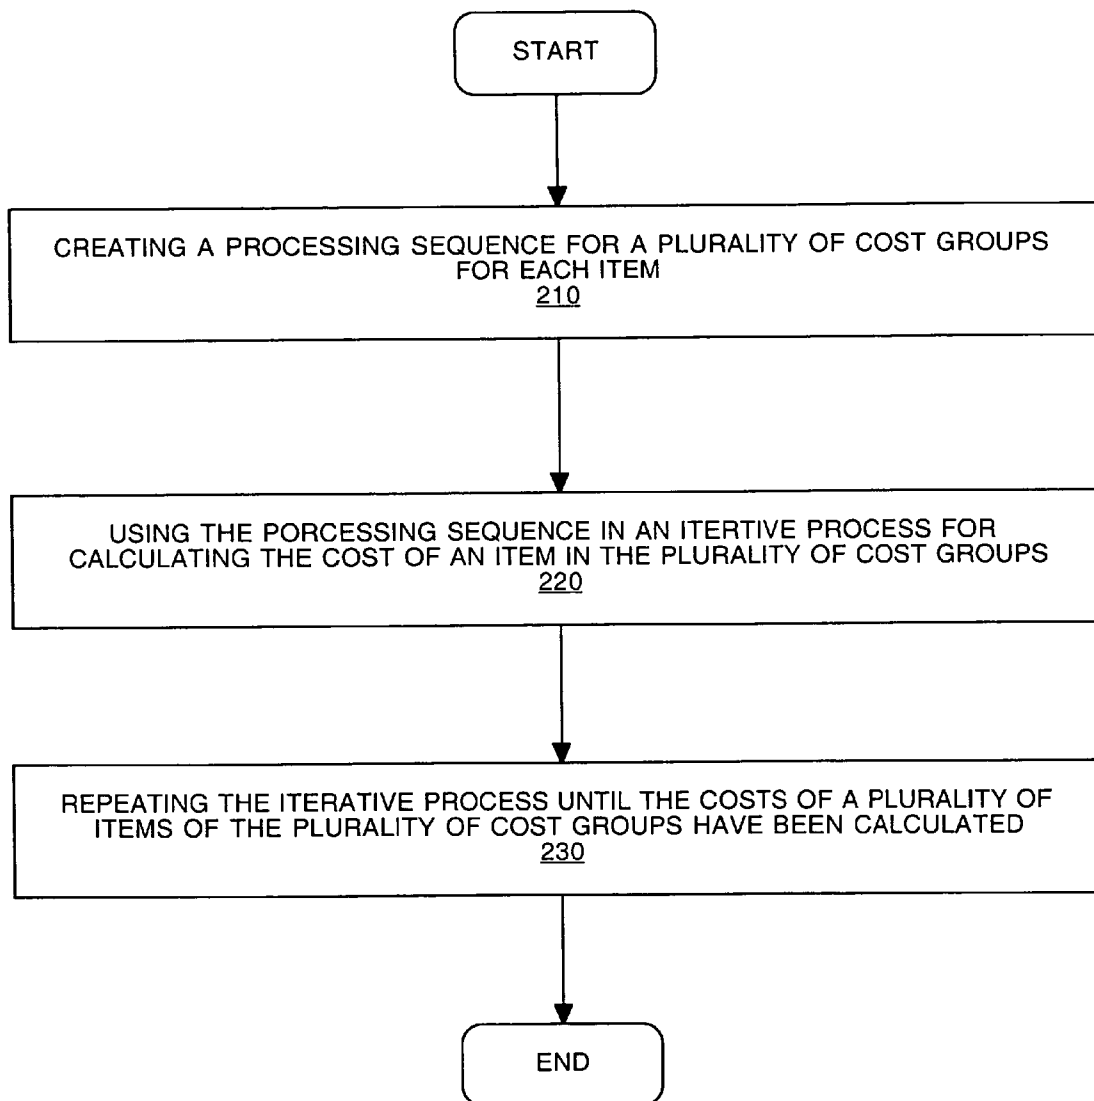 START
CREATING A PROCESSING SEQUENCE FOR A PLURALITY OF COST GROUPS
FOR EACH ITEM
210
USING THE PORCESSING SEQUENCE IN AN ITERTIVE PROCESS FOR
CALCULATING THE COST OF AN ITEM IN THE PLURALITY OF COST GROUPS
220
REPEATING THE ITERATIVE PROCESS UNTIL THE COSTS OF A PLURALITY OF
ITEMS OF THE PLURALITY OF COST GROUPS HAVE BEEN CALCULATED
230
END